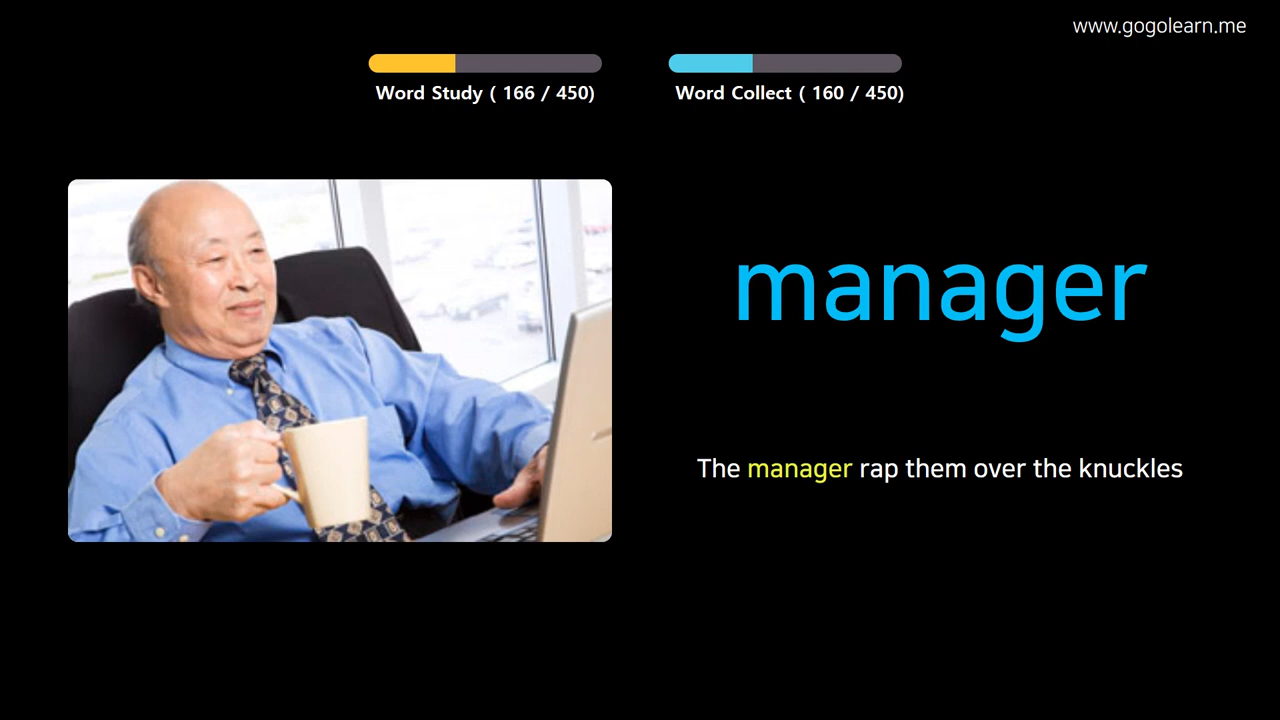 www.gogolearn.me
Word Study ( 166 / 450)
Word Collect ( 160 / 450)
manager
The manager rap them over the knuckles